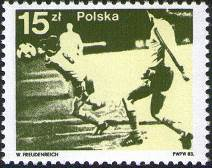 15 zł Polska
W. FREUDENREICH PWPW 83.